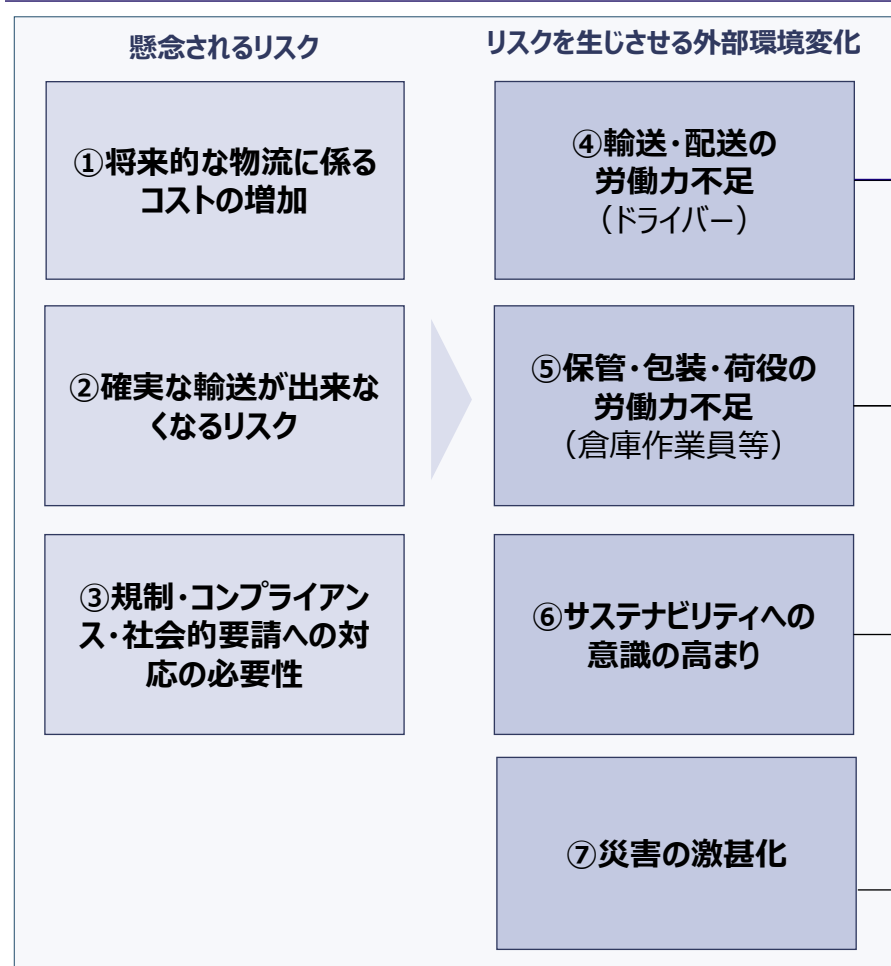 懸念されるリスク
①将来的な物流に係る
コストの増加
②確実な輸送が出来な
くなるリスク
③規制・コンプライアン
ス・社会的要請への対
応の必要性
リスクを生じさせる外部環境変化
④輸送・配送の
労働力不足
（ドライバー）
⑤保管・包装・荷役の
労働力不足
（倉庫作業員等）
⑥サステナビリティへの
意識の高まり
⑦災害の激甚化